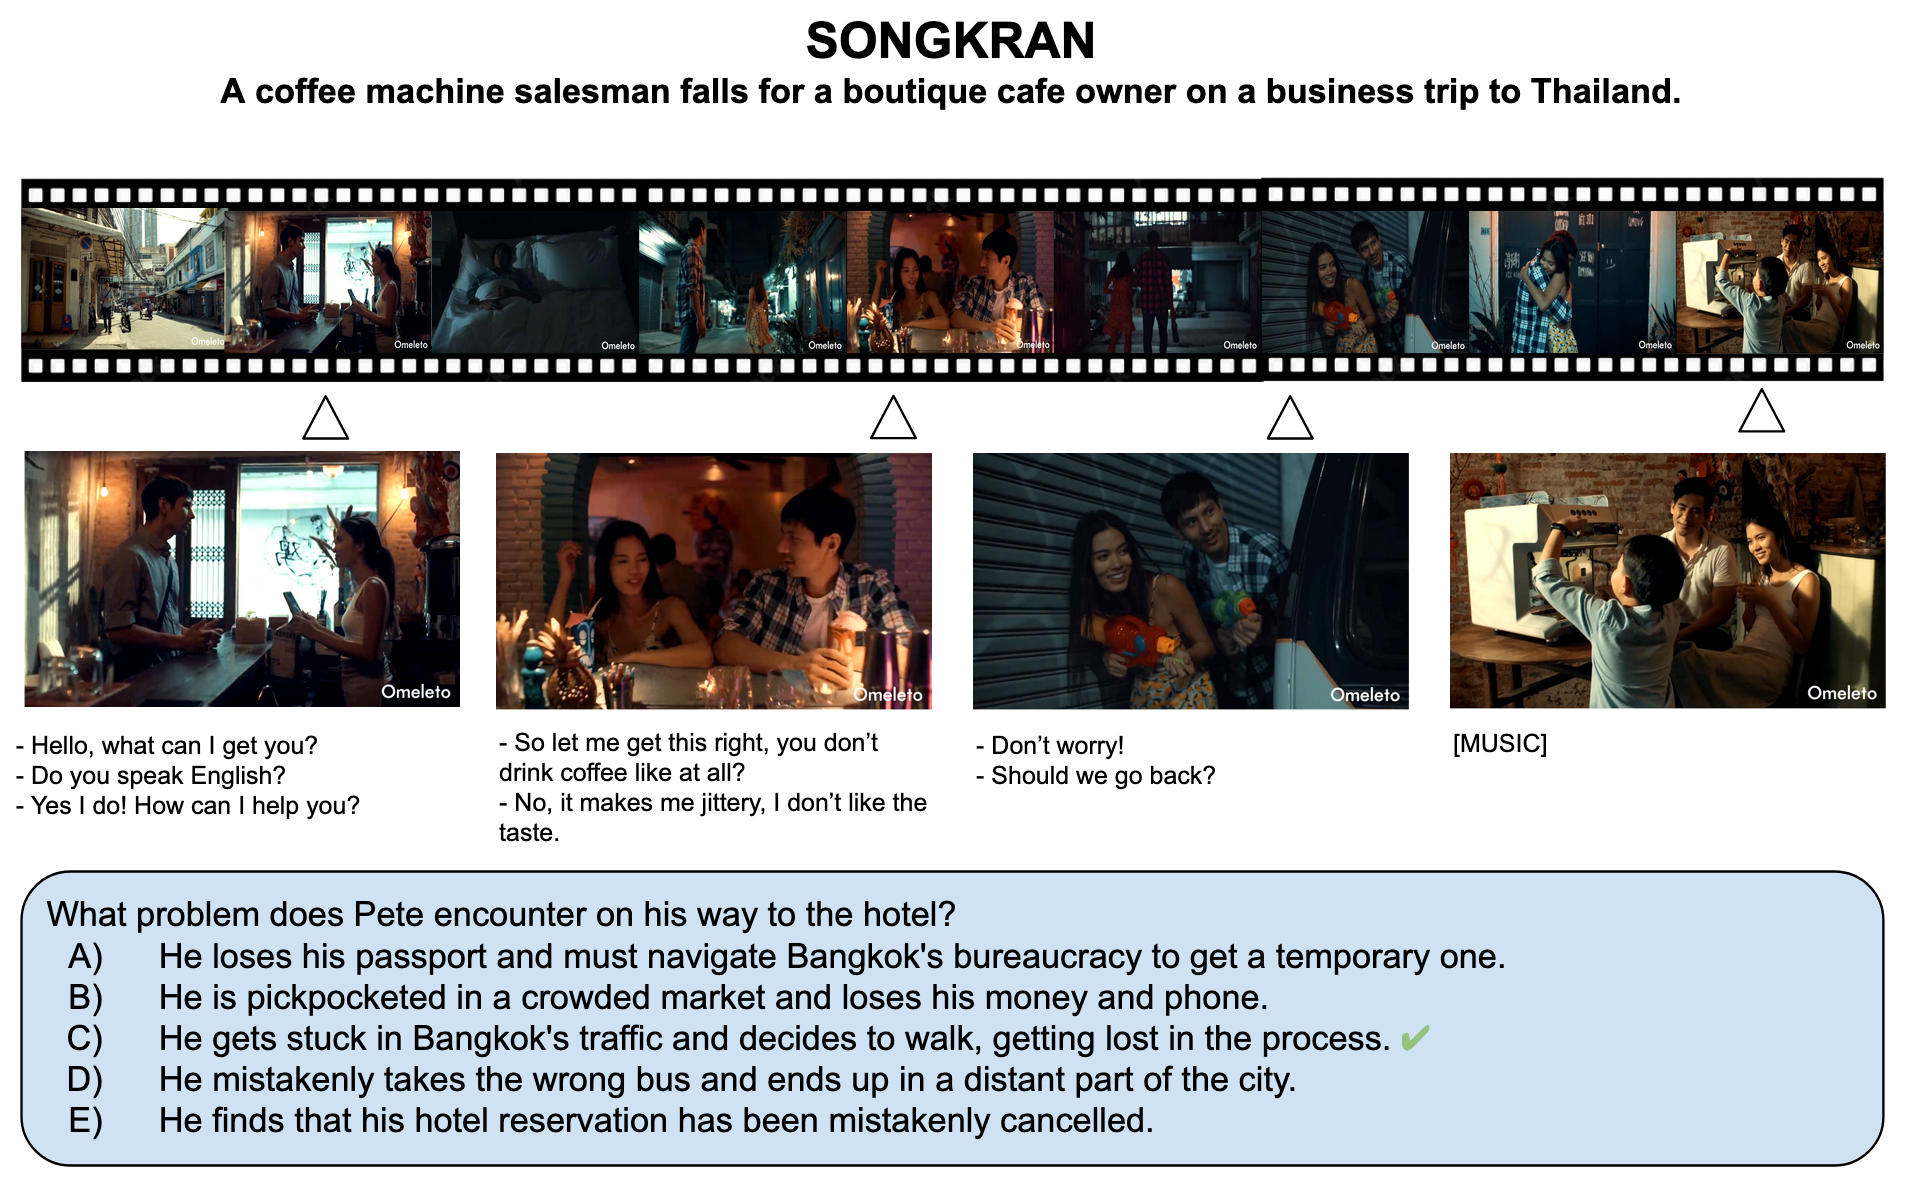 SONGKRAN
A coffee machine salesman falls for a boutique cafe owner on a business trip to Thailand.
Omeleto
Omeleto
Omeleto
Omeleto
Omeleto
Omeleto
Omeleto
Omeleto
Omeleto
Omeleto
Omeleto
Omeleto
Omeleto
- Hello, what can I get you?
- Do you speak English?
- Yes I do! How can I help you?
- So let me get this right, you don’t
drink coffee like at all?
- No, it makes me jittery, I don’t like the
taste.
- Don’t worry!
- Should we go back?
[MUSIC]
What problem does Pete encounter on his way to the hotel?
A) He loses his passport and must navigate Bangkok's bureaucracy to get a temporary one.
B) He is pickpocketed in a crowded market and loses his money and phone.
C) He gets stuck in Bangkok's traffic and decides to walk, getting lost in the process. ✔
D) He mistakenly takes the wrong bus and ends up in a distant part of the city.
E) He finds that his hotel reservation has been mistakenly cancelled.